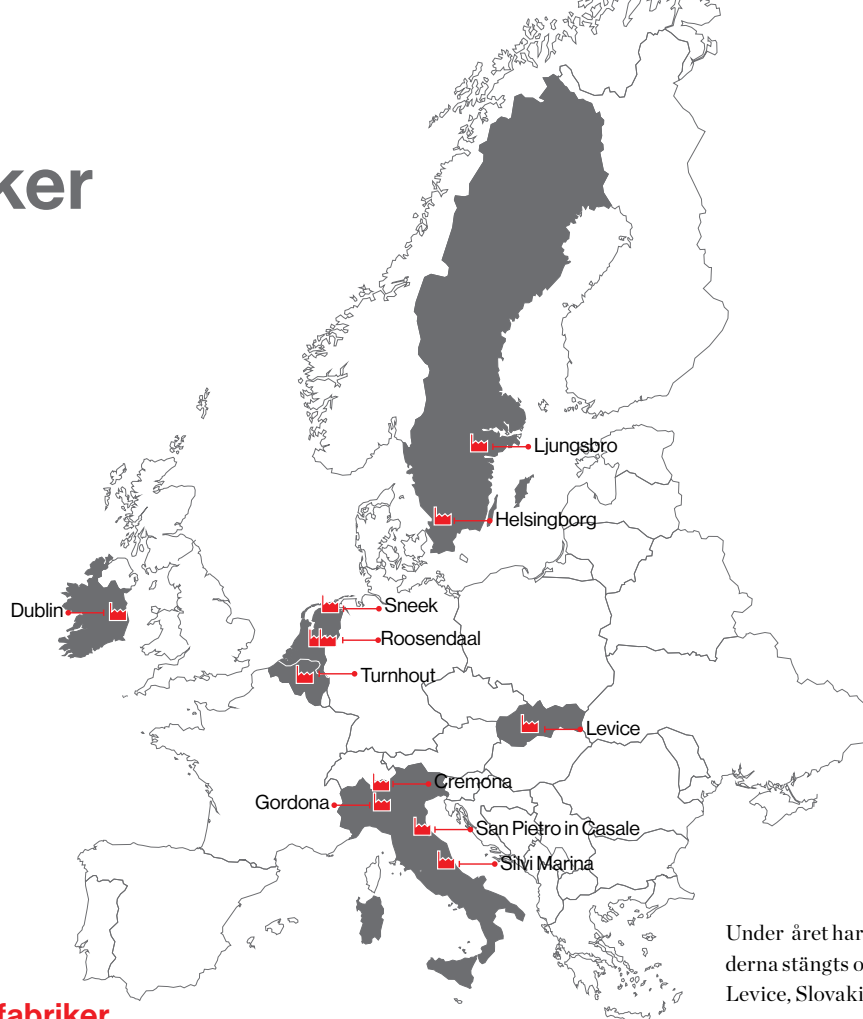 ker
Ljungsbro
Helsingborg
Dublin
Sneek
Roosendaal
Turnhout
Levice
Cremona
Gordona
San Pietro in Casale
Silvi Marina
Under året har
derna stängts o
Levice, Slovaki
fabriker